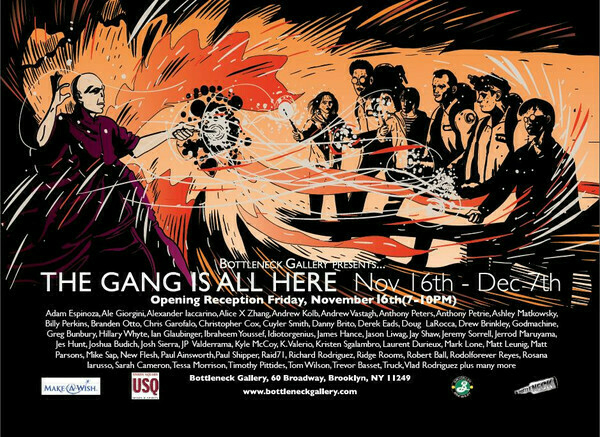 BOTTLENECK GALLERY PRESENTS...
THE GANG IS ALL HERE Nov 16th - Dec 7th
Opening Reception Friday, November 16th(7-10PM)
Adam Espinoza, Ale Giorgini, Alexander Iaccarino, Alice X Zhang, Andrew Kolb, Andrew Vastagh, Anthony Peters, Anthony Petrie, Ashley Matkowsky,
Billy Perkins, Branden Otto, Chris Garofalo, Christopher Cox, Cuyler Smith, Danny Brito, Derek Eads, Doug LaRocca, Drew Brinkley, Godmachine,
Greg Bunbury, Hillary Whyte, Ian Glaubinger, Ibraheem Youssef, Idiotorgenius, James Hance, Jason Liwag, Jay Shaw, Jeremy Sorrell, Jerrod Maruyama,
Jes Hunt, Joshua Budich, Josh Sierra, JP Valderrama, Kyle McCoy, K. Valerio, Kristen Sgalambro, Laurent Durieux, Mark Lone, Matt Leunig, Matt
Parsons, Mike Sap, New Flesh, Paul Ainsworth, Paul Shipper, Raid71, Richard Rodriguez, Ridge Rooms, Robert Ball, Rodolforever Reyes, Rosana
Iarusso, Sarah Cameron, Tessa Morrison, Timothy Pittides, Tom Wilson, Trevor Basset, Truck, Vlad Rodriguez plus many more
Bottleneck Gallery, 60 Broadway, Brooklyn, NY 11249
www.bottleneckgallery.com
MAKE-A-WISH.
UNION SQUARE
USQ
WINES & SPIRITS
B